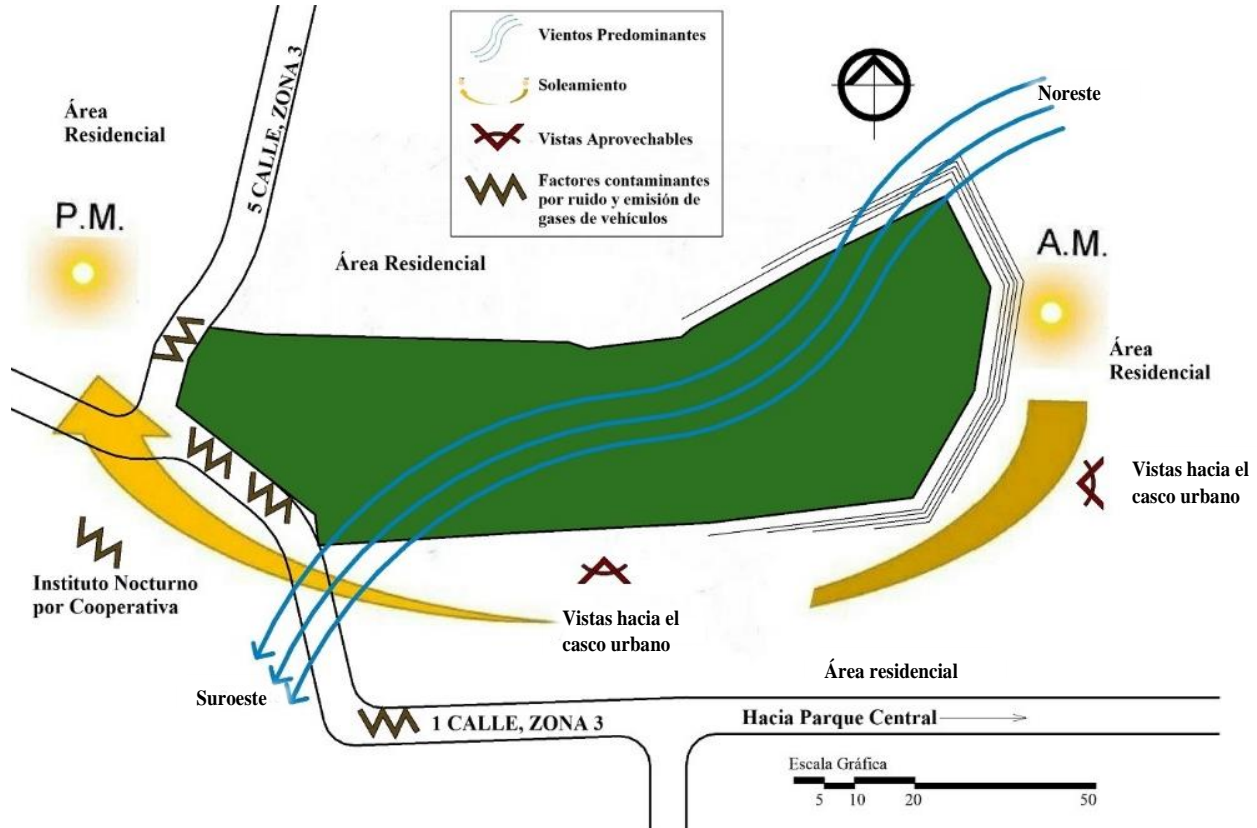 Vientos Predominantes
Soleamiento
Vistas Aprovechables
Factores contaminantes
por ruido y emisión de
gases de vehículos
Noreste
Área
Residencial
5 CALLE, ZONA 3
P.M.
Área Residencial
A.M.
Área
Residencial
Vistas hacia el
casco urbano
Instituto Nocturno
por Cooperativa
Vistas hacia el
casco urbano
Suroeste
Área residencial
1 CALLE, ZONA 3
Hacia Parque Central
Escala Gráfica
5 10 20 50